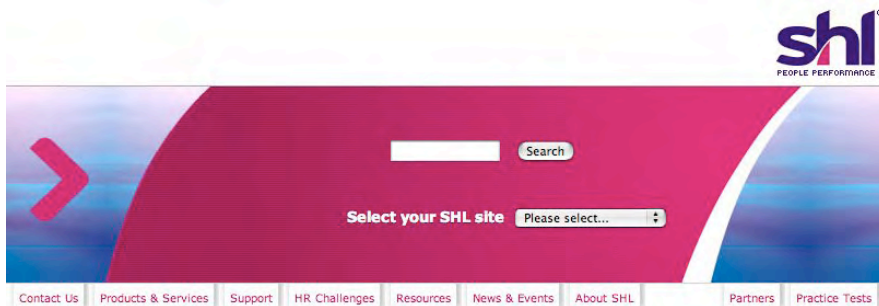 shl
PEOPLE PERFORMANCE
Search
Select your SHL site Please select...
Contact Us Products & Services Support HR Challenges Resources News & Events About SHL Partners Practice Tests